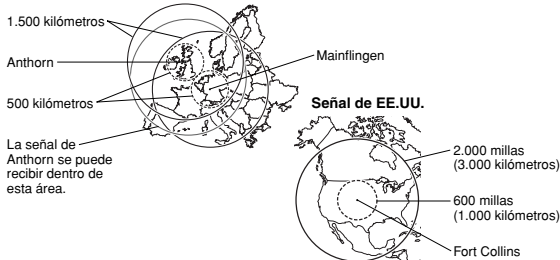 1.500 kilómetros
Anthorn
500 kilómetros
La señal de
Anthorn se puede
recibir dentro de
esta área.
Mainflingen
Señal de EE.UU.
2.000 millas
(3.000 kilómetros)
600 millas
(1.000 kilómetros)
Fort Collins